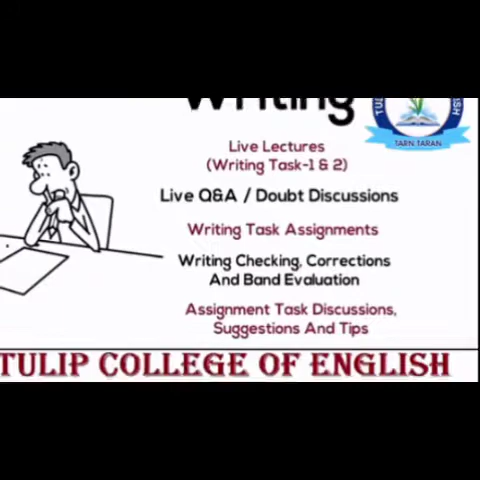 Writing
TARN TARAN
Live Lectures
(Writing Task-1 & 2)
Live Q&A / Doubt Discussions
Writing Task Assignments
Writing Checking, Corrections
And Band Evaluation
Assignment Task Discussions,
Suggestions And Tips
TULIP COLLEGE OF ENGLISH